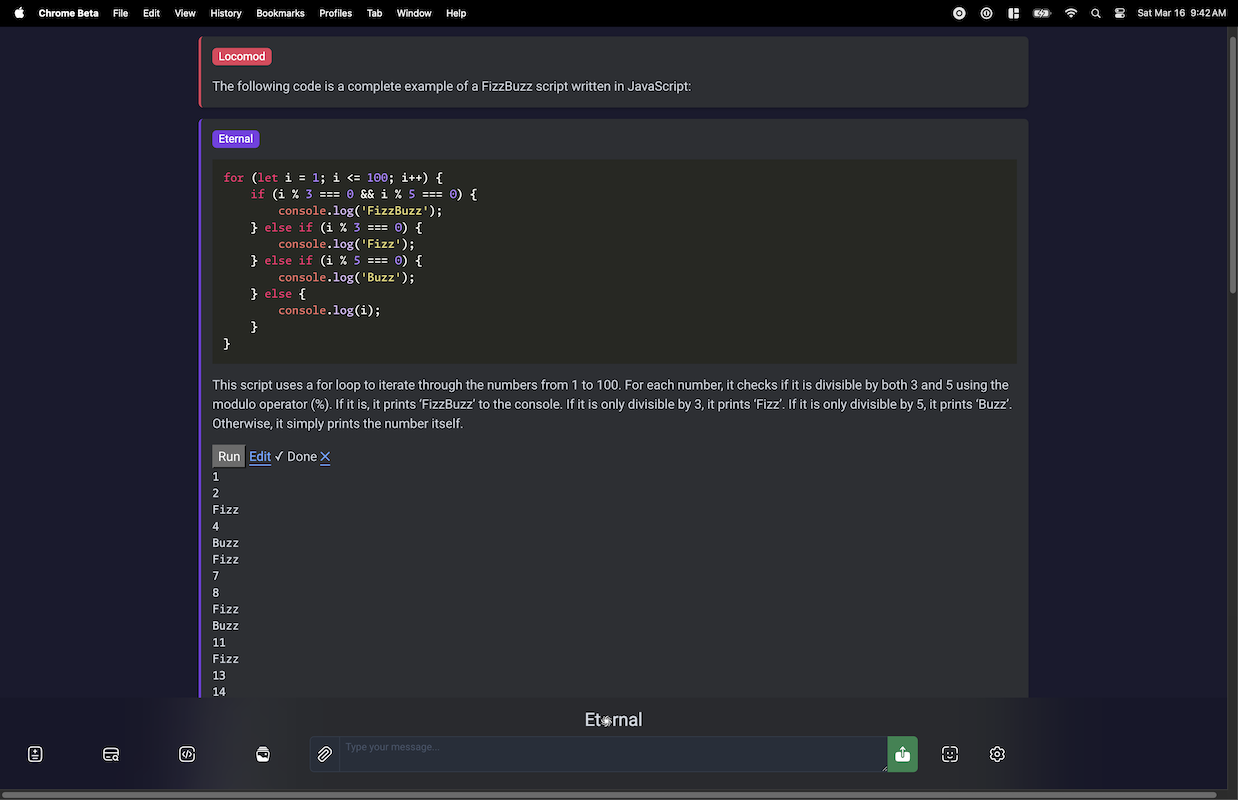 Chrome Beta File Edit View History Bookmarks Profiles Tab Window Help Sat Mar 16 9:42 AM
Locomod
The following code is a complete example of a FizzBuzz script written in JavaScript:
Eternal
for (let i = 1; i <= 100; i++) {
    if (i % 3 === 0 && i % 5 === 0) {
        console.log('FizzBuzz');
    } else if (i % 3 === 0) {
        console.log('Fizz');
    } else if (i % 5 === 0) {
        console.log('Buzz');
    } else {
        console.log(i);
    }
}
This script uses a for loop to iterate through the numbers from 1 to 100. For each number, it checks if it is divisible by both 3 and 5 using the
modulo operator (%). If it is, it prints ‘FizzBuzz’ to the console. If it is only divisible by 3, it prints ‘Fizz’. If it is only divisible by 5, it prints ‘Buzz’.
Otherwise, it simply prints the number itself.
Run Edit ✓ Done ✕
1
2
Fizz
4
Buzz
Fizz
7
8
Fizz
Buzz
11
Fizz
13
14
Eternal
Type your message...